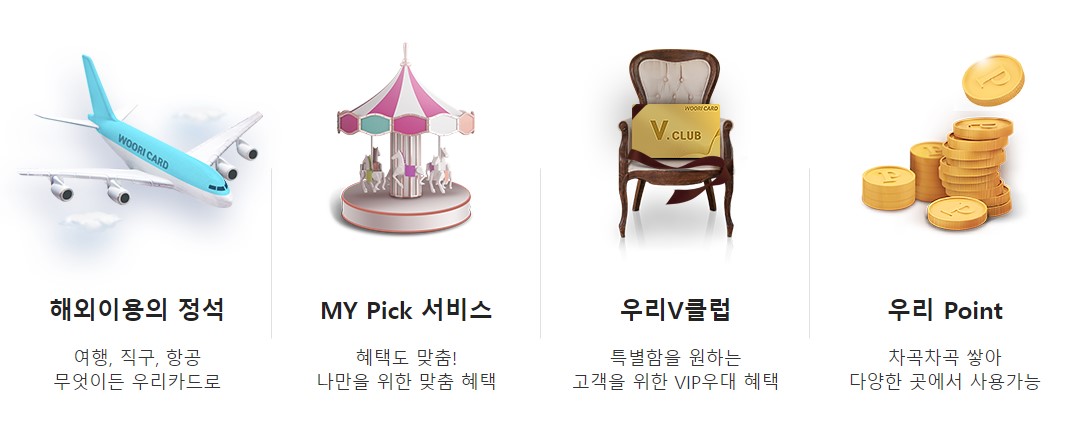 WOORI CARD
WOORI CARD
V.CLUB
P
P
P
해외이용의 정석
여행, 직구, 항공
무엇이든 우리카드로
MY Pick 서비스
혜택도 맞춤!
나만을 위한 맞춤 혜택
우리V클럽
특별함을 원하는
고객을 위한 VIP우대 혜택
우리 Point
차곡차곡 쌓아
다양한 곳에서 사용가능